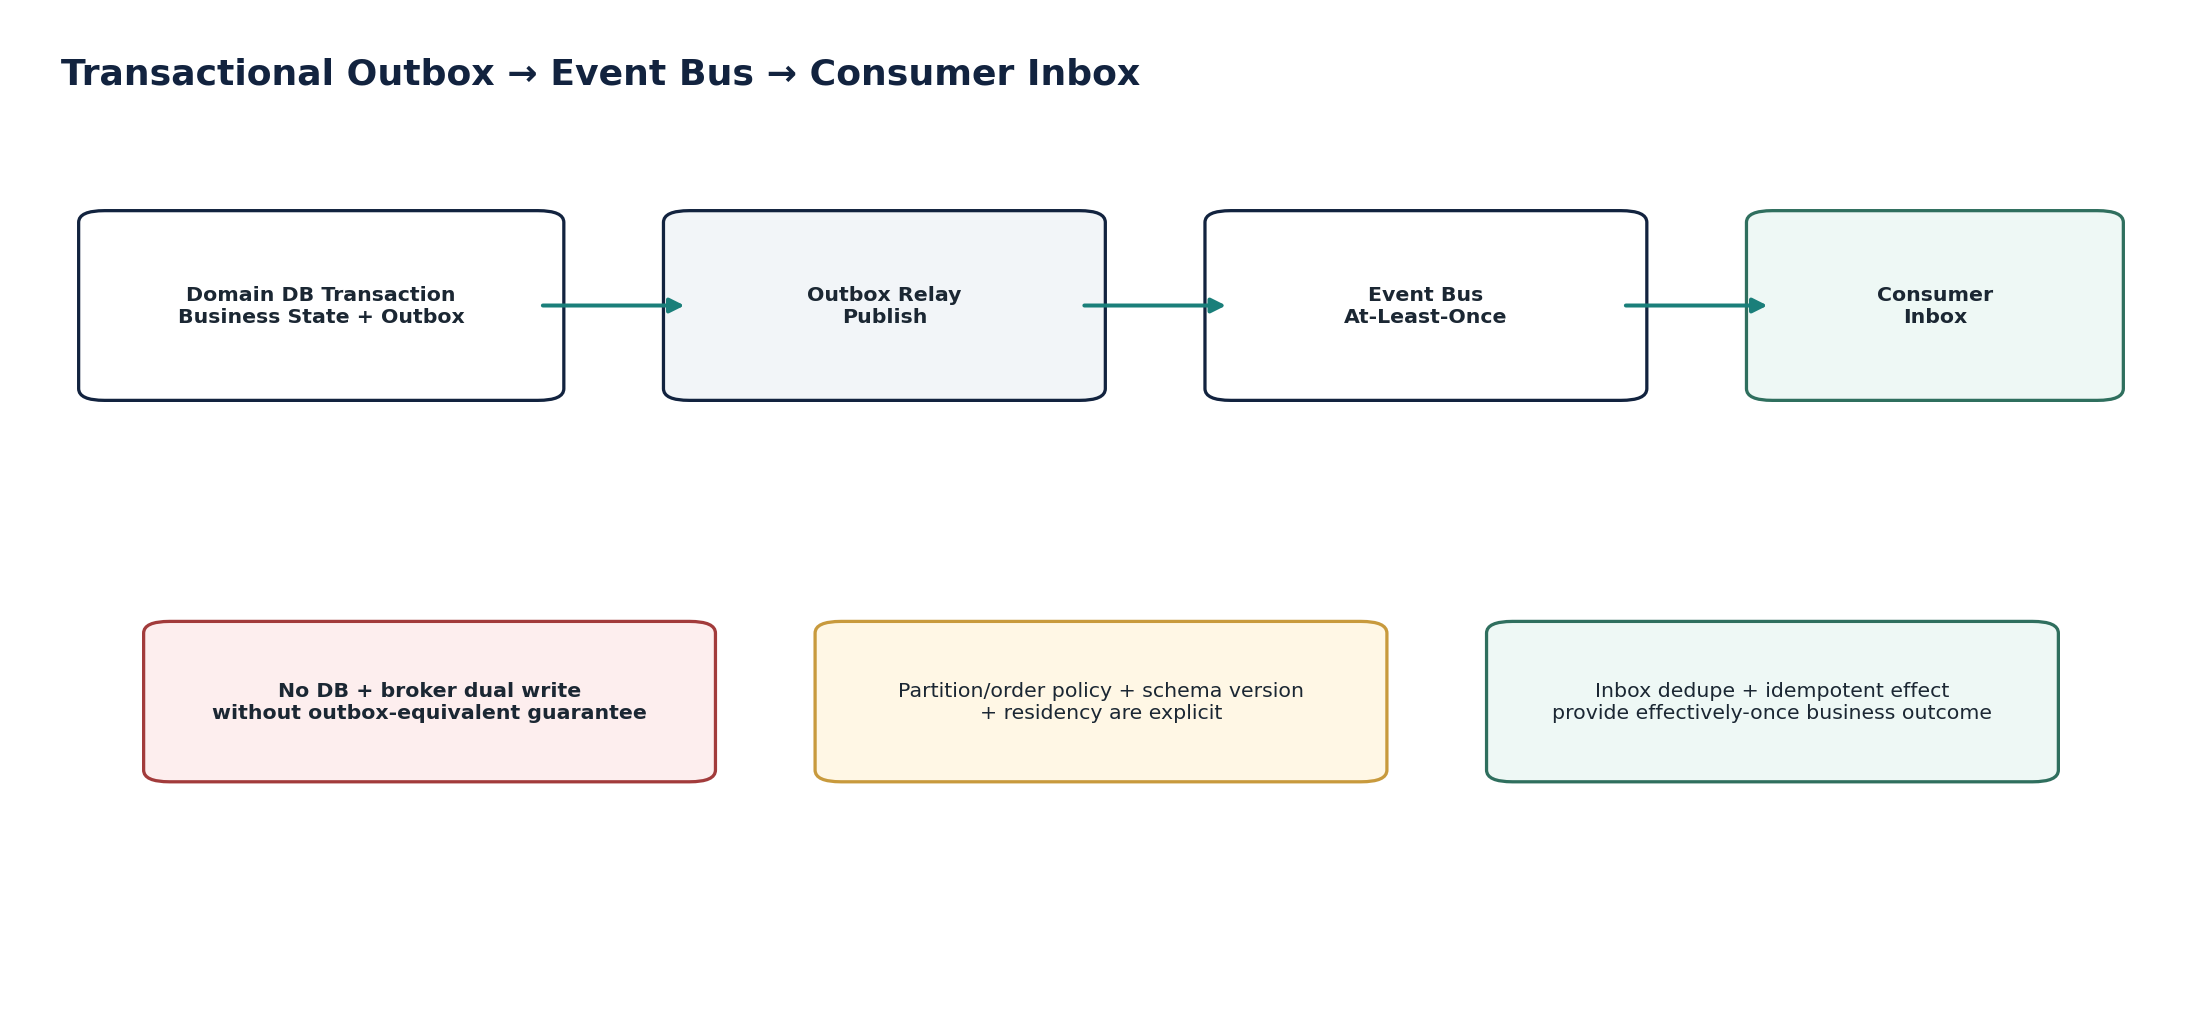 Transactional Outbox → Event Bus → Consumer Inbox
Domain DB Transaction
Business State + Outbox
Outbox Relay
Publish
Event Bus
At-Least-Once
Consumer
Inbox
No DB + broker dual write
without outbox-equivalent guarantee
Partition/order policy + schema version
+ residency are explicit
Inbox dedupe + idempotent effect
provide effectively-once business outcome